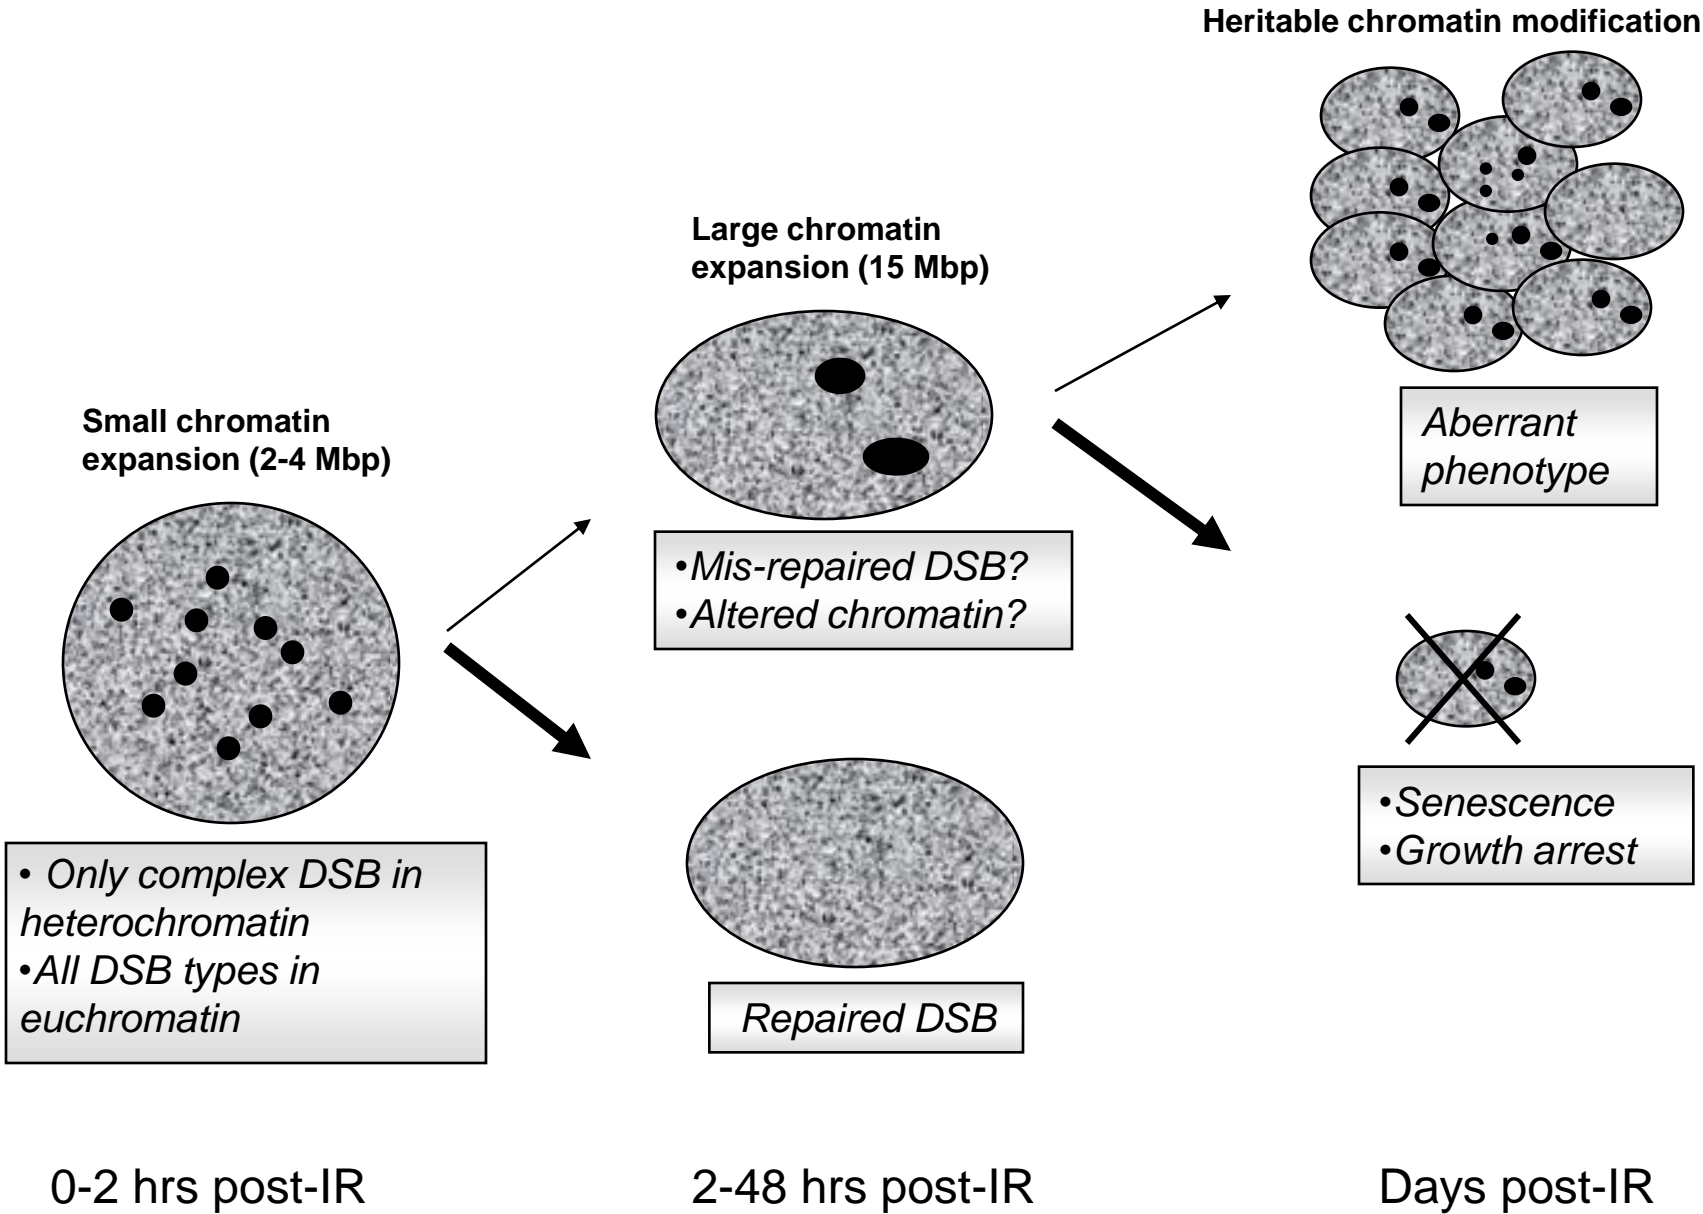 Heritable chromatin modification
Large chromatin
expansion (15 Mbp)
Small chromatin
expansion (2-4 Mbp)
Aberrant
phenotype
•Mis-repaired DSB?
•Altered chromatin?
•Senescence
•Growth arrest
• Only complex DSB in
heterochromatin
•All DSB types in
euchromatin
Repaired DSB
0-2 hrs post-IR
2-48 hrs post-IR
Days post-IR